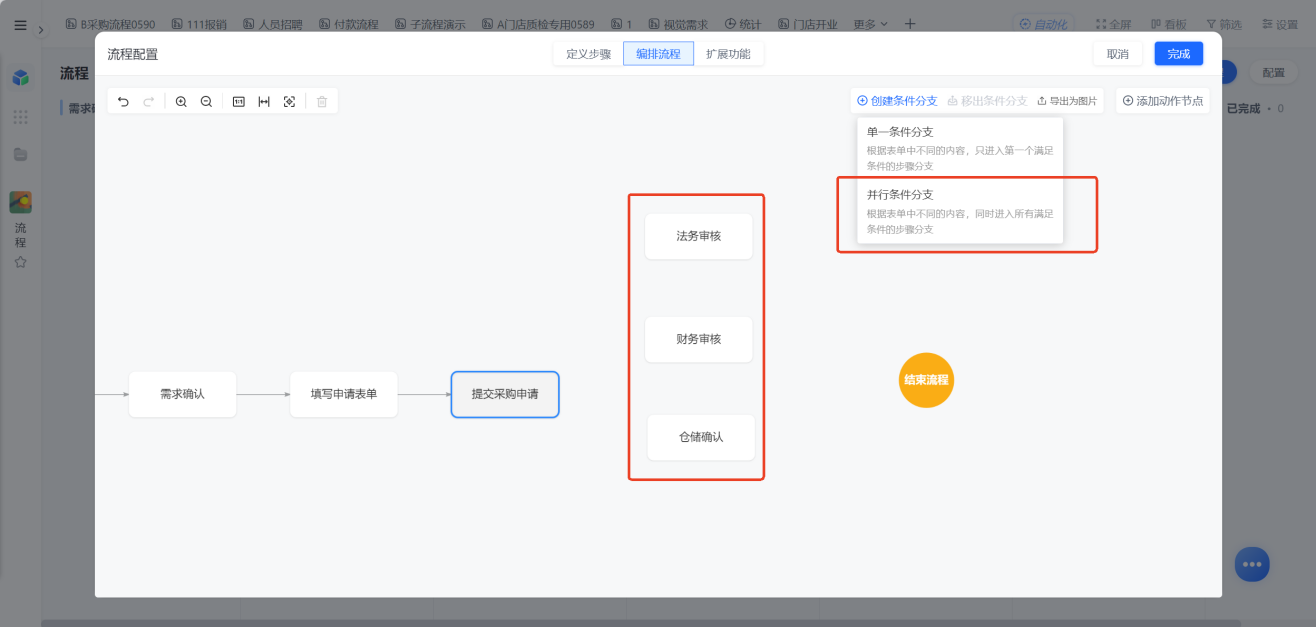 B采购流程0590 111报销 人员招聘 付款流程 子流程演示 A门店质检专用0589 1 视觉需求 统计 门店开业 更多 自动化 全屏 看板 筛选 设置
流程配置 定义步骤 编排流程 扩展功能 取消 完成
流程 配置
需求确
1:1
创建条件分支 移出条件分支 导出为图片 添加动作节点
已完成 · 0
单一条件分支
根据表单中不同的内容，只进入第一个满足
条件的步骤分支
并行条件分支
根据表单中不同的内容，同时进入所有满足
条件的步骤分支
流
程
法务审核
财务审核
结束流程
需求确认 填写申请表单 提交采购申请
仓储确认